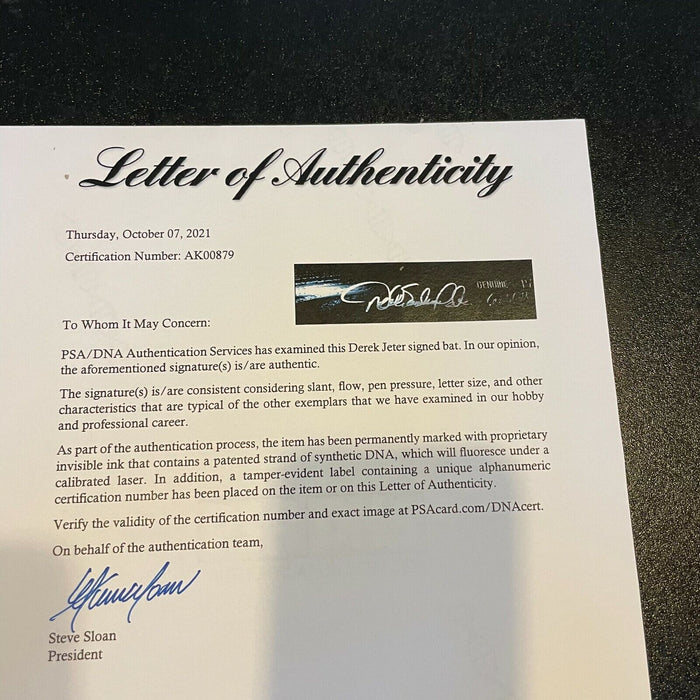 Letter of Authenticity
Thursday, October 07, 2021
Certification Number: AK00879
GENUINE
To Whom It May Concern:
PSA/DNA Authentication Services has examined this Derek Jeter signed bat. In our opinion,
the aforementioned signature(s) is/are authentic.
The signature(s) is/are consistent considering slant, flow, pen pressure, letter size, and other
characteristics that are typical of the other exemplars that we have examined in our hobby
and professional career.
As part of the authentication process, the item has been permanently marked with proprietary
invisible ink that contains a patented strand of synthetic DNA, which will fluoresce under a
calibrated laser. In addition, a tamper-evident label containing a unique alphanumeric
certification number has been placed on the item or on this Letter of Authenticity.
Verify the validity of the certification number and exact image at PSAcard.com/DNAcert.
On behalf of the authentication team,
Steve Sloan
President